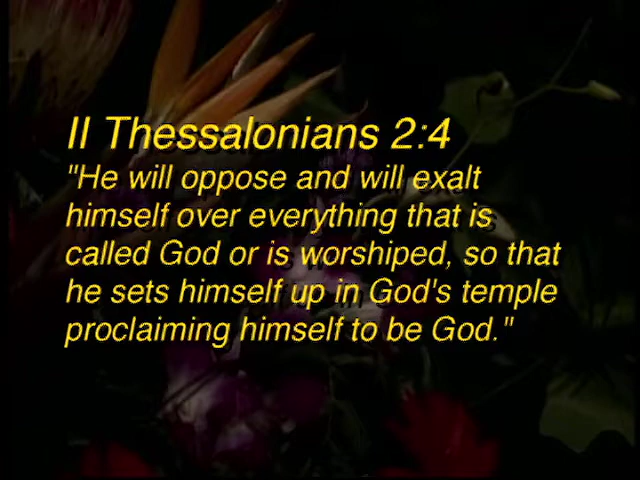 II Thessalonians 2:4
"He will oppose and will exalt
himself over everything that is
called God or is worshiped, so that
he sets himself up in God's temple
proclaiming himself to be God."